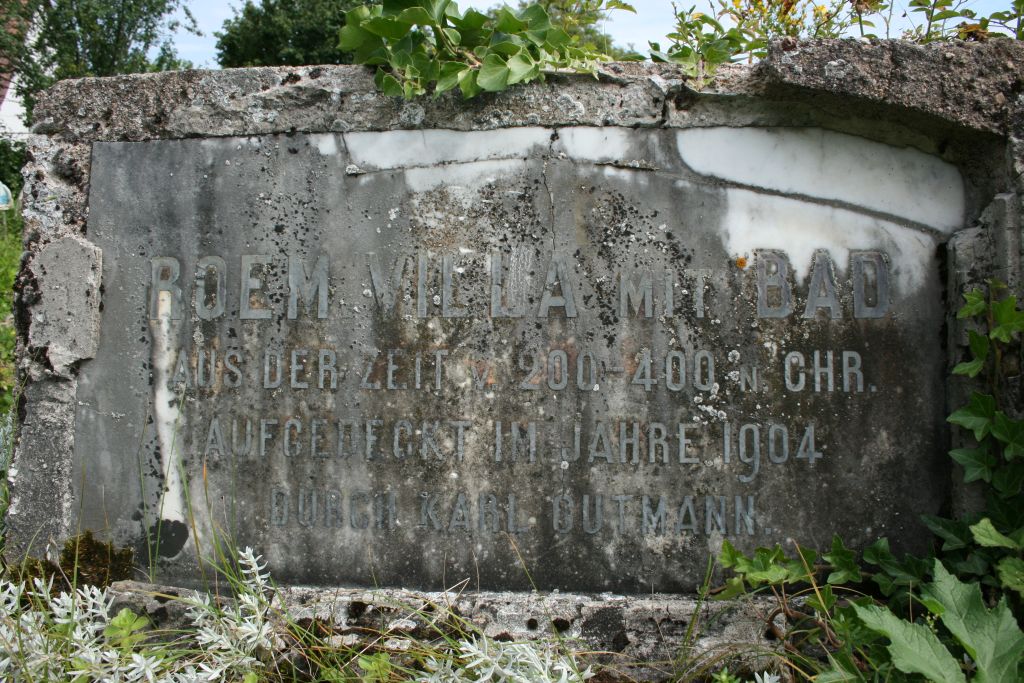 ROEM. VILLA MIT BAD
AUS DER ZEIT v. 200-400 n. CHR.
AUFGEDECKT IM JAHRE 1904
DURCH KARL GUTMANN.